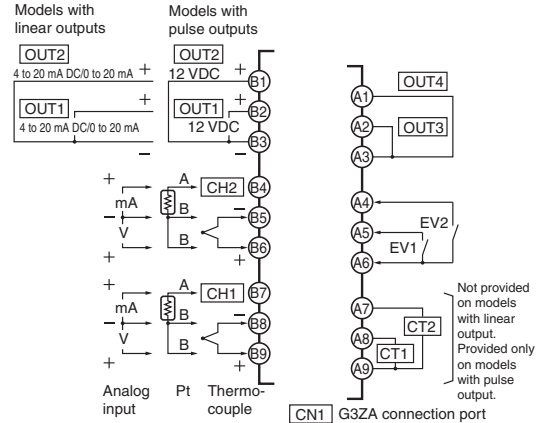 Models with linear outputs
Models with pulse outputs
OUT2
4 to 20 mA DC/0 to 20 mA +
OUT1 +
4 to 20 mA DC/0 to 20 mA
−
OUT2
12 VDC +
OUT1 +
12 VDC
−
B1
B2
B3
B4
B5
B6
B7
B8
B9
+
mA
−
V
+
A
B
B
CH2
−
+
+
mA
−
V
+
A
B
B
CH1
−
+
Analog input
Pt
Thermo-couple
A1
A2
A3
A4
A5
A6
A7
A8
A9
OUT4
OUT3
EV2
EV1
CT2
CT1
Not provided
on models
with linear
output.
Provided only
on models
with pulse
output.
CN1 G3ZA connection port